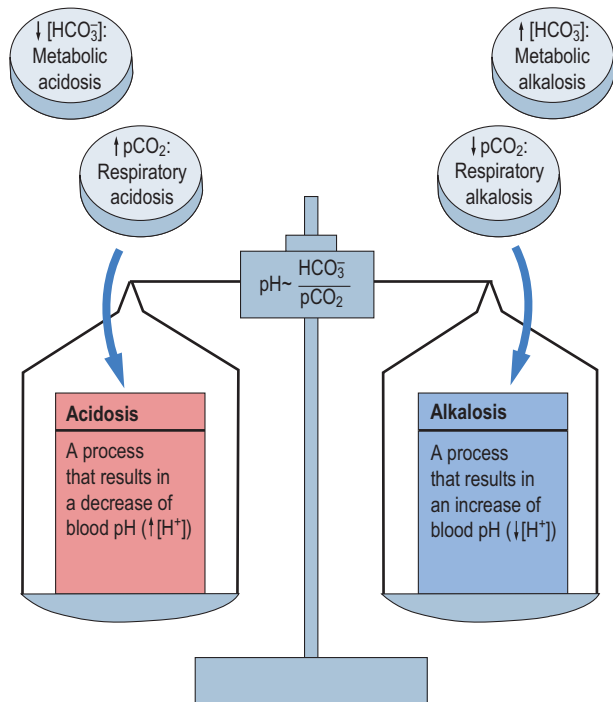 ↓ [HCO₃⁻]:
Metabolic
acidosis
↑ pCO₂:
Respiratory
acidosis
↑ [HCO₃⁻]:
Metabolic
alkalosis
↓ pCO₂:
Respiratory
alkalosis
pH~ HCO₃⁻
pCO₂
Acidosis
A process
that results in
a decrease of
blood pH (↑[H⁺])
Alkalosis
A process
that results in
an increase of
blood pH (↓[H⁺])